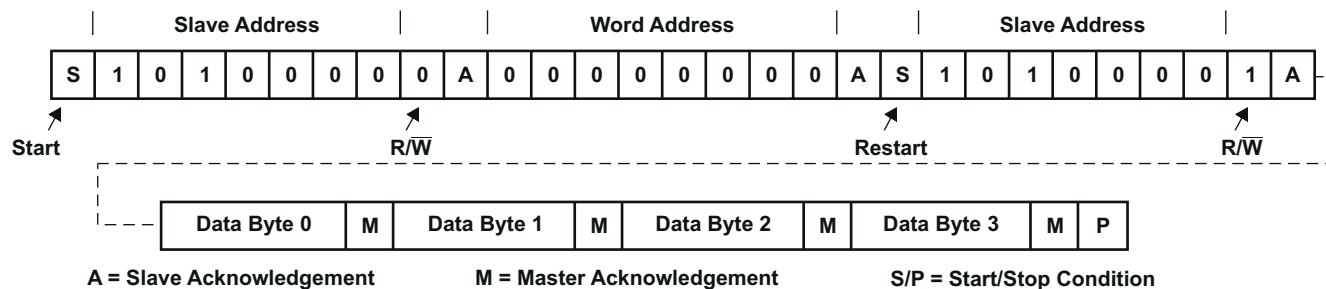 Slave Address Word Address Slave Address
S 1 0 1 0 0 0 0 0 A 0 0 0 0 0 0 0 0 A S 1 0 1 0 0 0 0 1 A
Start R/W̅ Restart R/W̅
Data Byte 0 M Data Byte 1 M Data Byte 2 M Data Byte 3 M P
A = Slave Acknowledgement M = Master Acknowledgement S/P = Start/Stop Condition